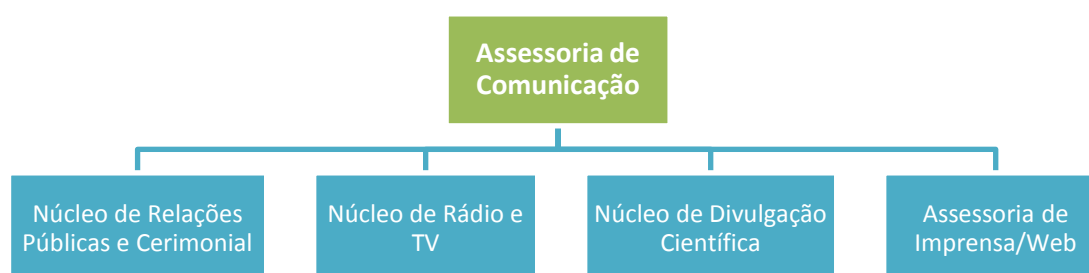 Assessoria de
Comunicação
Núcleo de Relações
Públicas e Cerimonial
Núcleo de Rádio e
TV
Núcleo de Divulgação
Científica
Assessoria de
Imprensa/Web